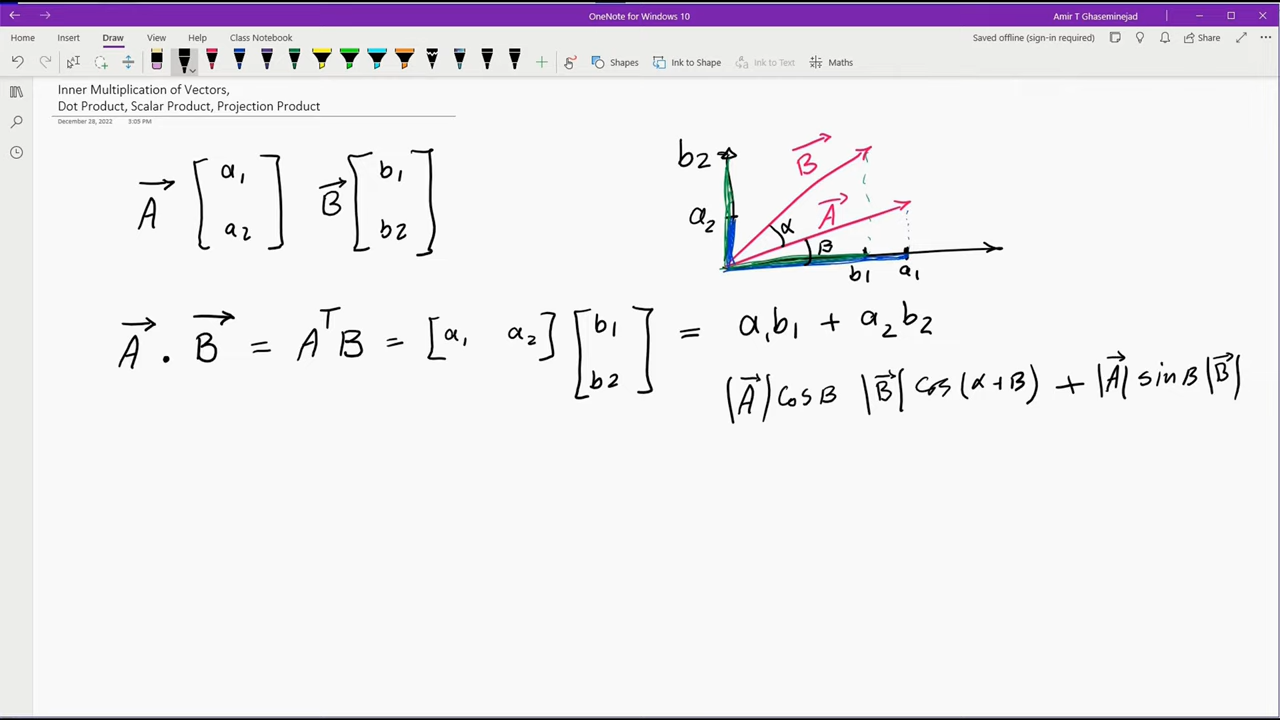 OneNote for Windows 10
Amir T Ghaseminejad
Home Insert Draw View Help Class Notebook
Saved offline (sign-in required) Share
Shapes Ink to Shape Ink to Text Maths
Inner Multiplication of Vectors,
Dot Product, Scalar Product, Projection Product
December 28, 2022 3:05 PM
A⃗ [a₁ a₂] B⃗ [b₁ b2]
b2 B⃗
a₂ A⃗ α β
b₁ a₁
A⃗ . B⃗ = AᵀB = [a₁ a₂] [b₁ b2] = a₁b₁ + a₂b₂
|A⃗| cosB |B⃗| cos(α+B) + |A⃗| sinB |B⃗|